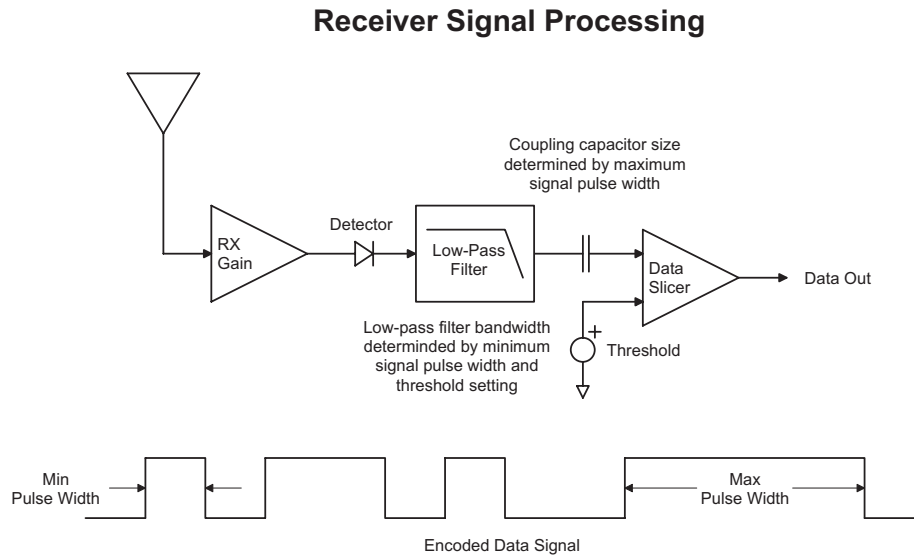 Receiver Signal Processing
Coupling capacitor size
determined by maximum
signal pulse width
Detector
RX
Gain
Low-Pass
Filter
Data
Slicer
Data Out
Low-pass filter bandwidth
determinded by minimum
signal pulse width and
threshold setting
+
Threshold
Min
Pulse Width
Max
Pulse Width
Encoded Data Signal